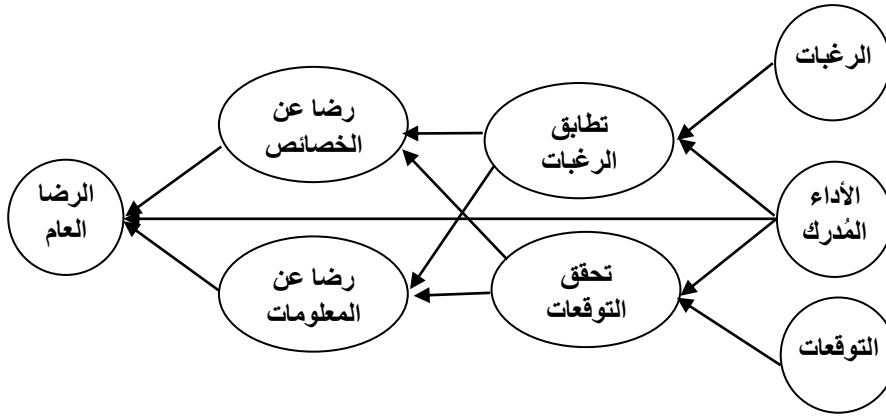 الرغبات
رضا عن
الخصائص
تطابق
الرغبات
الرضا
العام
الأداء
المُدرك
رضا عن
المعلومات
تحقق
التوقعات
التوقعات